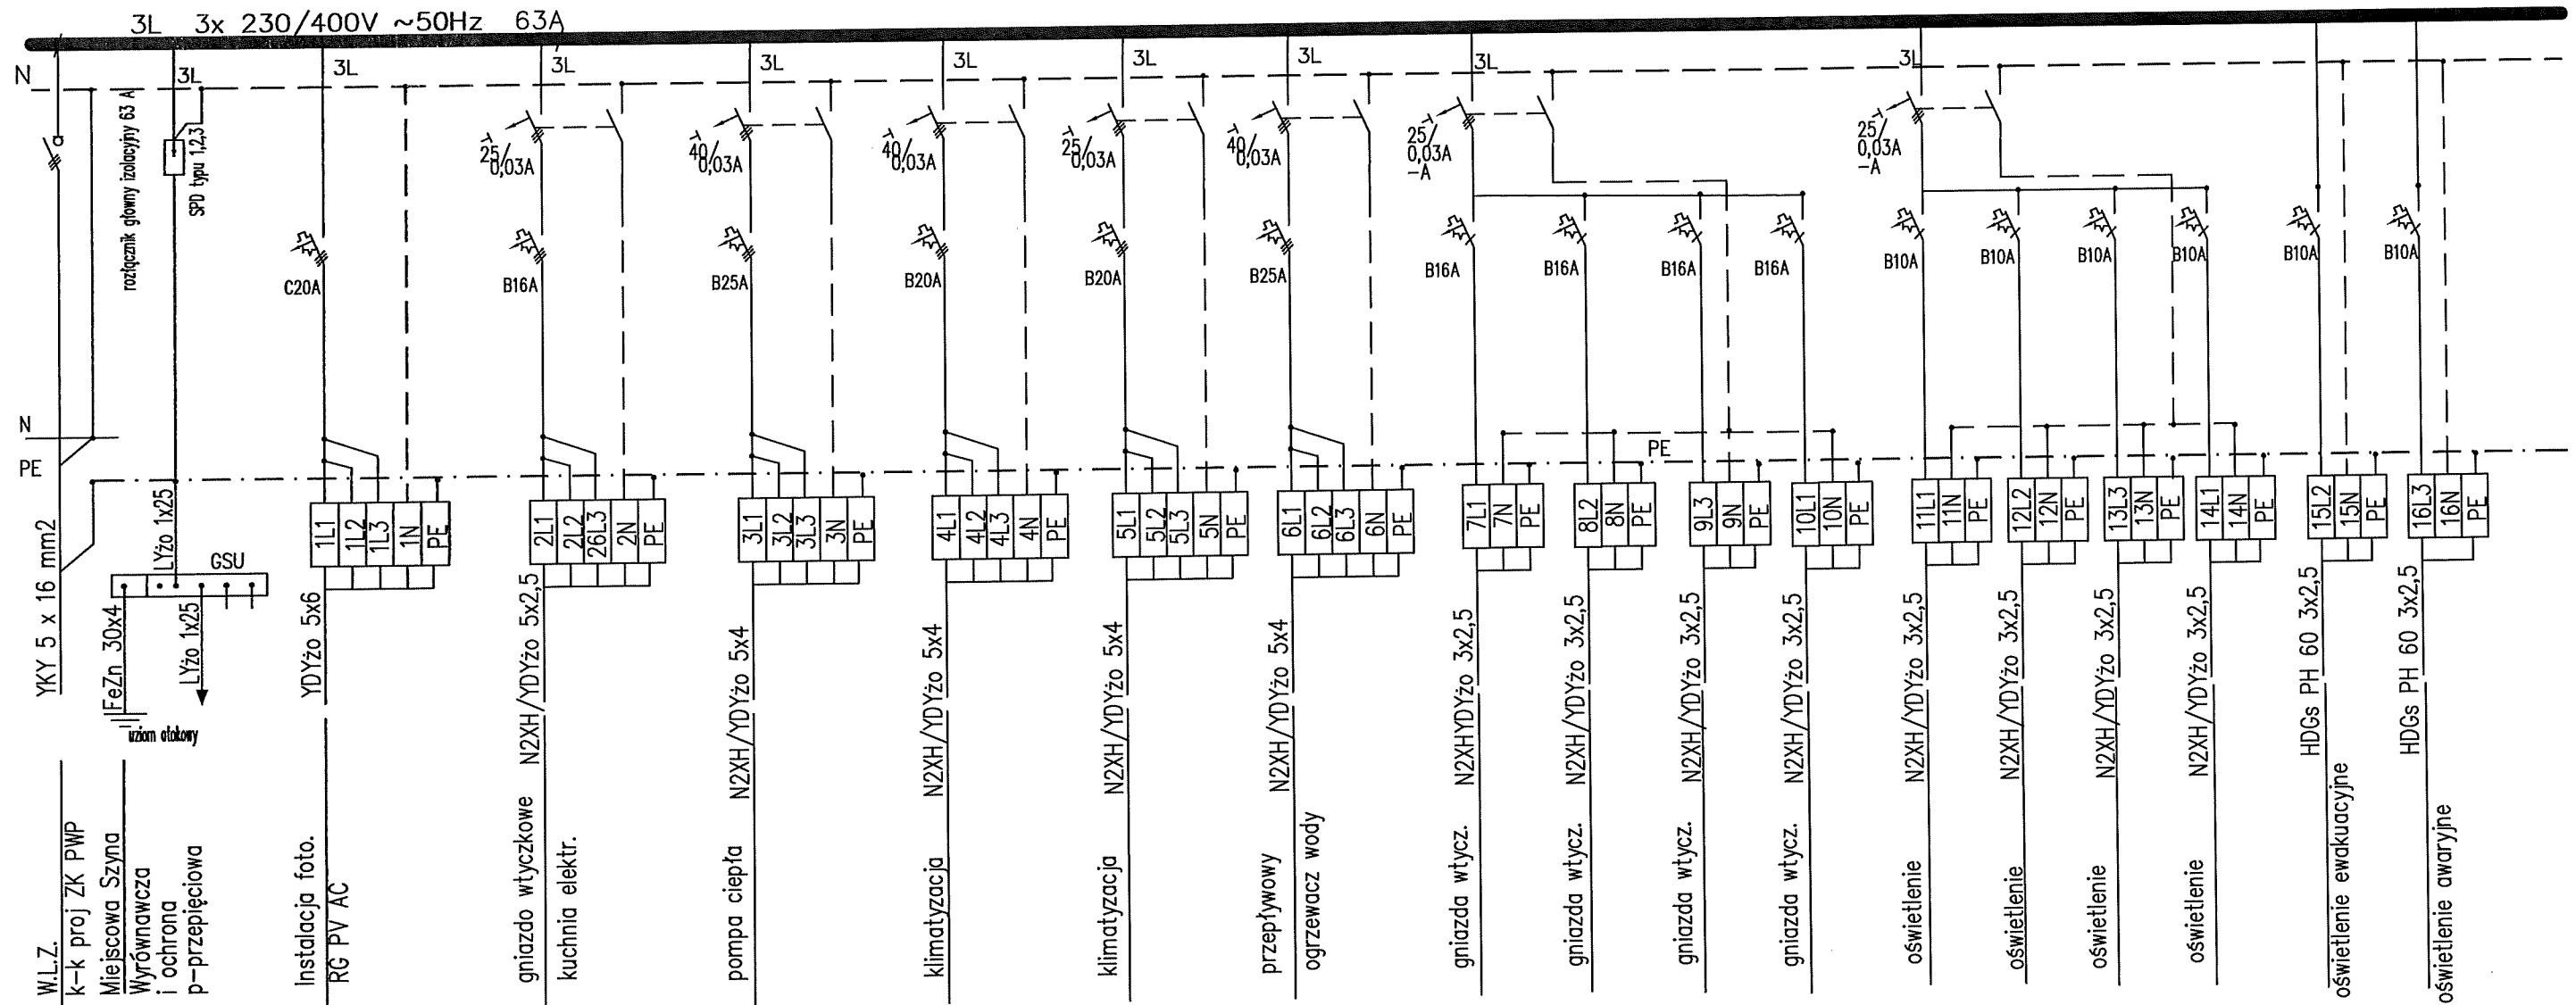 3L 3x 230/400V ~50Hz 63A
N
3L
3L
3L
3L
3L
3L
3L
3L
3L
rozłącznik główny izolacyjny 63 A
SPD typu 1,2,3
25/
0,03A
40/
0,03A
40/
0,03A
25/
0,03A
40/
0,03A
25/
0,03A
-A
25/
0,03A
-A
C20A
B16A
B25A
B20A
B20A
B25A
B16A
B16A
B16A
B16A
B10A
B10A
B10A
B10A
B10A
B10A
N
PE
PE
1L1
1L2
1L3
1N
PE
2L1
2L2
26L3
2N
PE
3L1
3L2
3L3
3N
PE
4L1
4L2
4L3
4N
PE
5L1
5L2
5L3
5N
PE
6L1
6L2
6L3
6N
PE
7L1
7N
PE
8L2
8N
PE
9L3
9N
PE
10L1
10N
PE
11L1
11N
PE
12L2
12N
PE
13L3
13N
PE
14L1
14N
PE
15L2
15N
PE
16L3
16N
PE
YKY 5 x 16 mm2
LYżo 1x25
GSU
FeZn 30x4
LYżo 1x25
uziom otokowy
YDYżo 5x6
N2XH/YDYżo 5x2,5
N2XH/YDYżo 5x4
N2XH/YDYżo 5x4
N2XH/YDYżo 5x4
N2XH/YDYżo 5x4
N2XHYDYżo 3x2,5
N2XH/YDYżo 3x2,5
N2XH/YDYżo 3x2,5
N2XH/YDYżo 3x2,5
N2XH/YDYżo 3x2,5
N2XH/YDYżo 3x2,5
N2XH/YDYżo 3x2,5
N2XH/YDYżo 3x2,5
HDGs PH 60 3x2,5
HDGs PH 60 3x2,5
W.L.Z.
k-k proj ZK PWP
Miejscowa Szyna
Wyrównawcza
i ochrona
p-przepięciowa
Instalacja foto.
RG PV AC
gniazdo wtyczkowe
kuchnia elektr.
pompa ciepła
klimatyzacja
klimatyzacja
przepływowy
ogrzewacz wody
gniazda wtycz.
gniazda wtycz.
gniazda wtycz.
gniazda wtycz.
oświetlenie
oświetlenie
oświetlenie
oświetlenie
oświetlenie ewakuacyjne
oświetlenie awaryjne